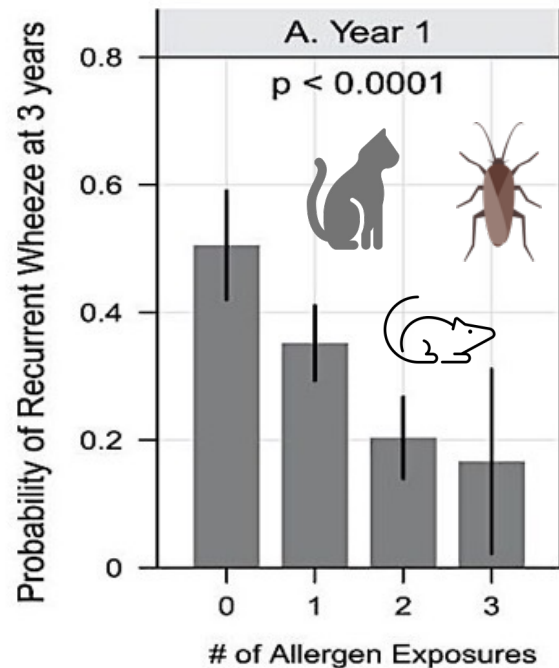 A. Year 1
p < 0.0001
Probability of Recurrent Wheeze at 3 years
0.8
0.6
0.4
0.2
0
0 1 2 3
# of Allergen Exposures